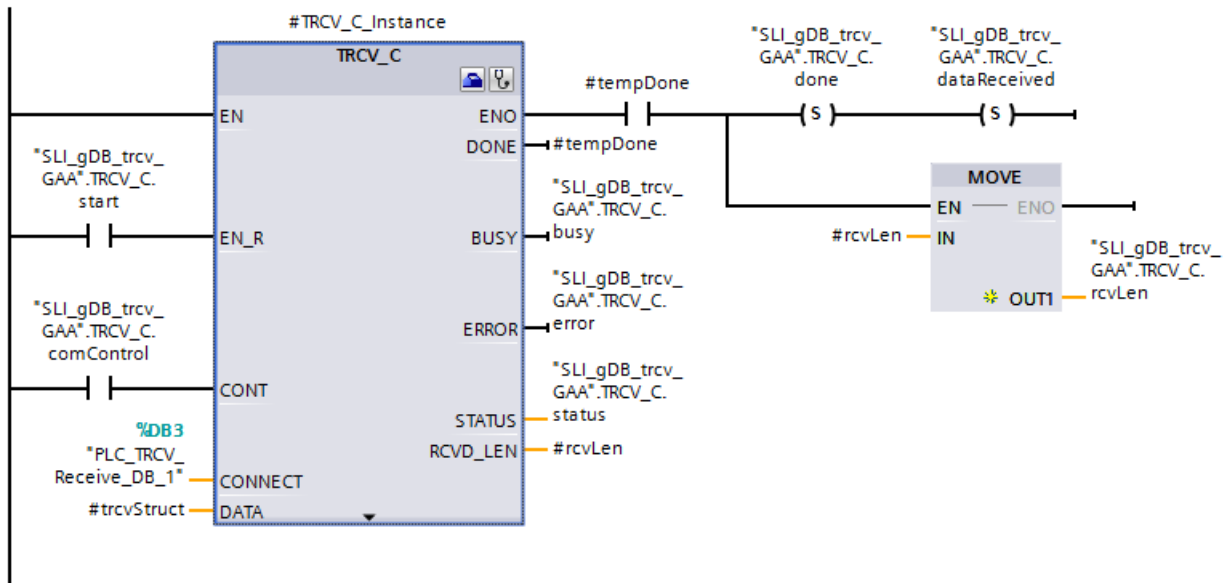 #TRCV_C_Instance
TRCV_C
EN
ENO
#tempDone
"SLI_gDB_trcv_
GAA".TRCV_C.
done
"SLI_gDB_trcv_
GAA".TRCV_C.
dataReceived
( S )
( S )
DONE
#tempDone
"SLI_gDB_trcv_
GAA".TRCV_C.
start
EN_R
BUSY
"SLI_gDB_trcv_
GAA".TRCV_C.
busy
MOVE
EN
ENO
#rcvLen
IN
OUT1
"SLI_gDB_trcv_
GAA".TRCV_C.
rcvLen
ERROR
"SLI_gDB_trcv_
GAA".TRCV_C.
error
"SLI_gDB_trcv_
GAA".TRCV_C.
comControl
CONT
STATUS
"SLI_gDB_trcv_
GAA".TRCV_C.
status
RCVD_LEN
#rcvLen
%DB3
"PLC_TRCV_
Receive_DB_1"
CONNECT
#trcvStruct
DATA